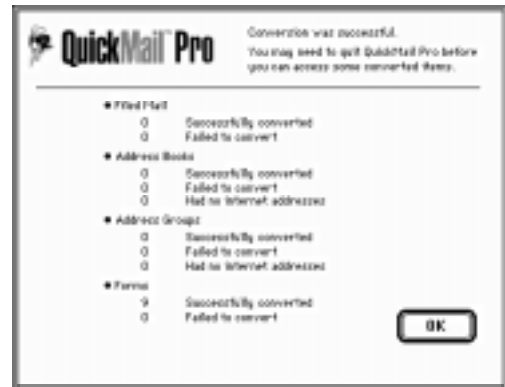 QuickMail Pro
Conversion was successful.
You may need to quit QuickMail Pro before
you can access some converted items.
• Filed Mail
0 Successfully converted
0 Failed to convert
• Address Books
0 Successfully converted
0 Failed to convert
0 Had no Internet addresses
• Address Groups
0 Successfully converted
0 Failed to convert
0 Had no Internet addresses
• Forms
9 Successfully converted
0 Failed to convert
OK